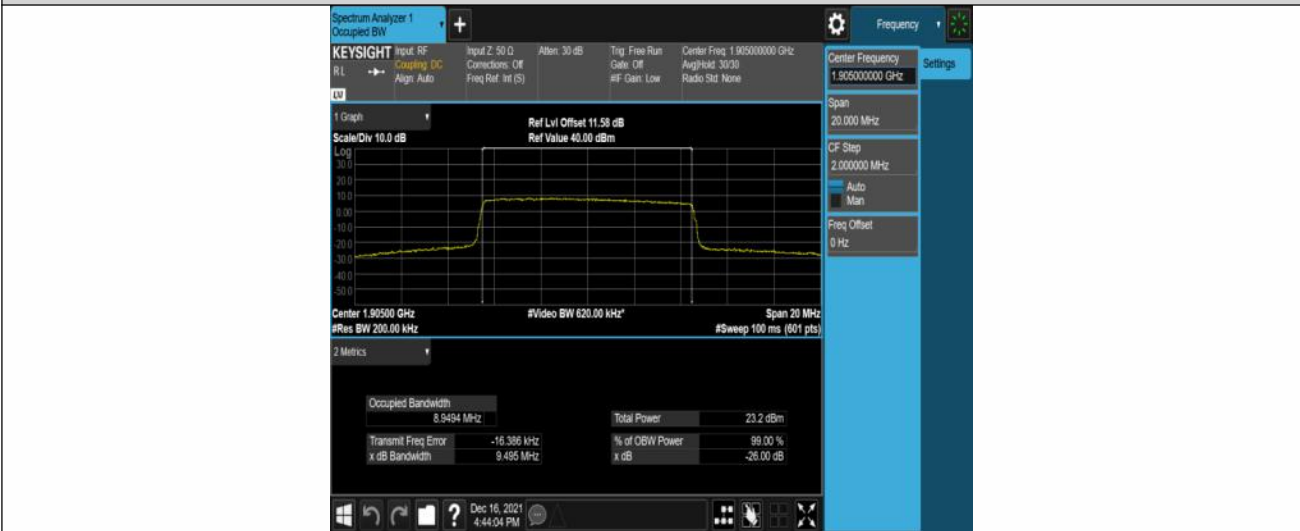 Spectrum Analyzer 1
Occupied BW
+
Frequency
KEYSIGHT Input: RF
R L
Coupling: DC
Align: Auto
LV
Input Z: 50 Ω
Corrections: Off
Freq Ref: Int (S)
Atten: 30 dB
Trig: Free Run
Gate: Off
#IF Gain: Low
Center Freq: 1.905000000 GHz
Avg|Hold: 30/30
Radio Std: None
Center Frequency
1.905000000 GHz
Settings
Span
20.000 MHz
CF Step
2.000000 MHz
Auto
Man
Freq Offset
0 Hz
1 Graph
Ref Lvl Offset 11.58 dB
Scale/Div 10.0 dB
Ref Value 40.00 dBm
Log
30.0
20.0
10.0
0.00
-10.0
-20.0
-30.0
-40.0
-50.0
Center 1.90500 GHz
#Video BW 620.00 kHz*
Span 20 MHz
#Res BW 200.00 kHz
#Sweep 100 ms (601 pts)
2 Metrics
Occupied Bandwidth
8.9494 MHz
Total Power 23.2 dBm
Transmit Freq Error -16.386 kHz
% of OBW Power 99.00 %
x dB Bandwidth 9.495 MHz
x dB -26.00 dB
?
Dec 16, 2021
4:44:04 PM